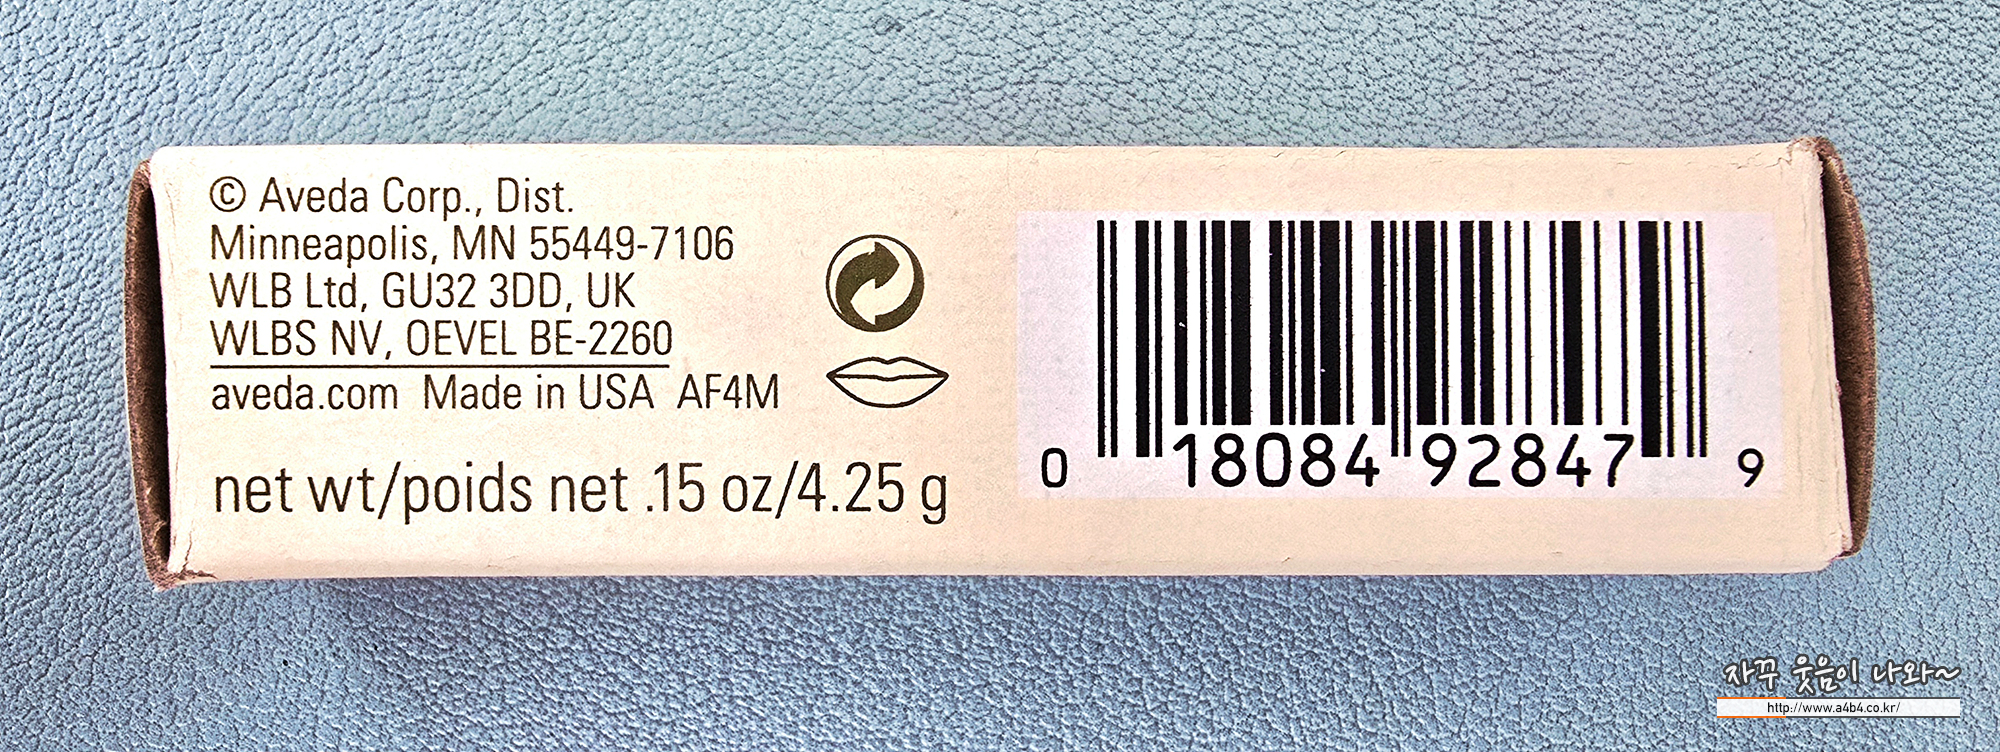 © Aveda Corp., Dist.
Minneapolis, MN 55449-7106
WLB Ltd, GU32 3DD, UK
WLBS NV, OEVEL BE-2260
aveda.com Made in USA AF4M
net wt/poids net .15 oz/4.25 g
0 18084 92847 9
자꾸 웃음이 나와~
http://www.a4b4.co.kr/